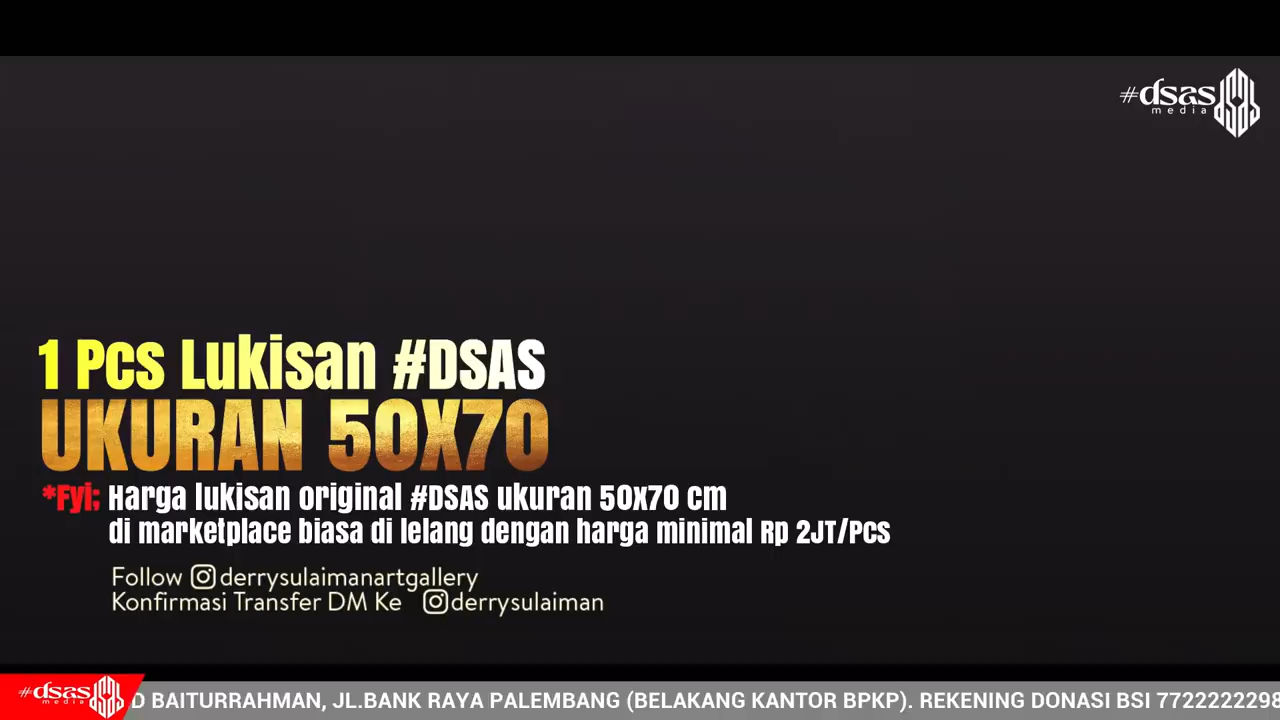 #dsas
media
1 Pcs Lukisan #DSAS
UKURAN 50X70
*Fyi; Harga lukisan original #DSAS ukuran 50x70 cm
di marketplace biasa di lelang dengan harga minimal Rp 2JT/Pcs
Follow derrysulaimanartgallery
Konfirmasi Transfer DM Ke derrysulaiman
#dsas
media
D BAITURRAHMAN, JL.BANK RAYA PALEMBANG (BELAKANG KANTOR BPKP). REKENING DONASI BSI 7722222298